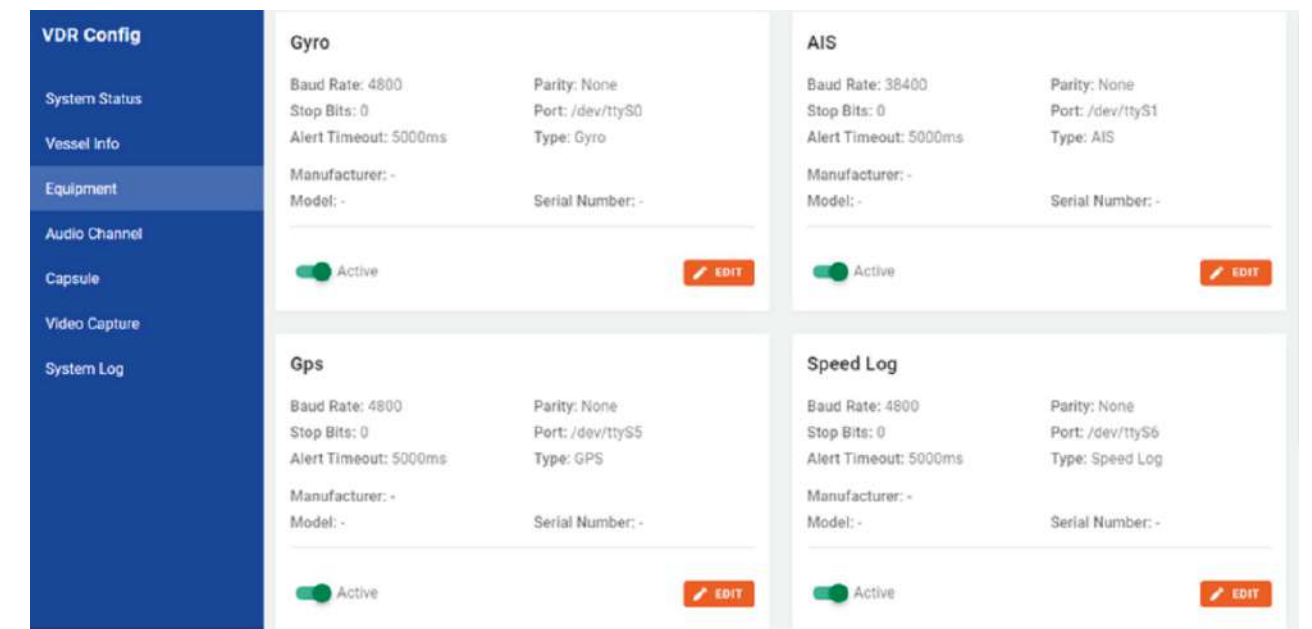 VDR Config
System Status
Vessel Info
Equipment
Audio Channel
Capsule
Video Capture
System Log
Gyro
Baud Rate: 4800 Parity: None
Stop Bits: 0 Port: /dev/ttyS0
Alert Timeout: 5000ms Type: Gyro
Manufacturer: -
Model: - Serial Number: -
Active EDIT
AIS
Baud Rate: 38400 Parity: None
Stop Bits: 0 Port: /dev/ttyS1
Alert Timeout: 5000ms Type: AIS
Manufacturer: -
Model: - Serial Number: -
Active EDIT
Gps
Baud Rate: 4800 Parity: None
Stop Bits: 0 Port: /dev/ttyS5
Alert Timeout: 5000ms Type: GPS
Manufacturer: -
Model: - Serial Number: -
Active EDIT
Speed Log
Baud Rate: 4800 Parity: None
Stop Bits: 0 Port: /dev/ttyS6
Alert Timeout: 5000ms Type: Speed Log
Manufacturer: -
Model: - Serial Number: -
Active EDIT